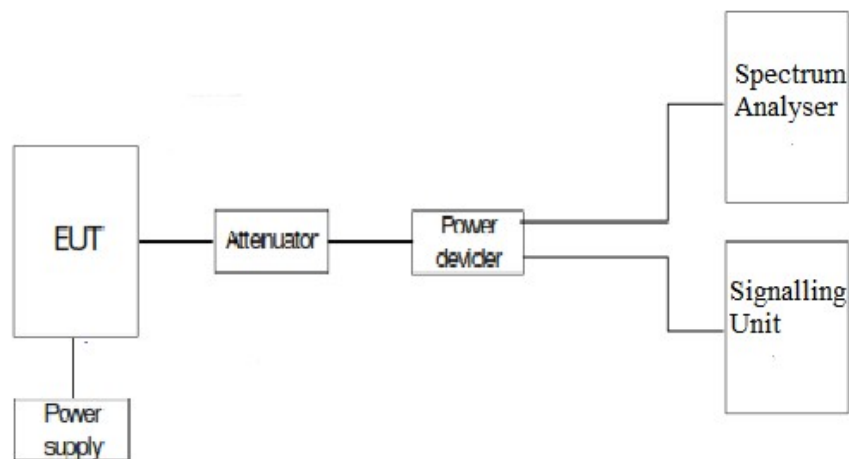 Spectrum
Analyser
EUT
Attenuator
Power
devider
Signalling
Unit
Power
supply